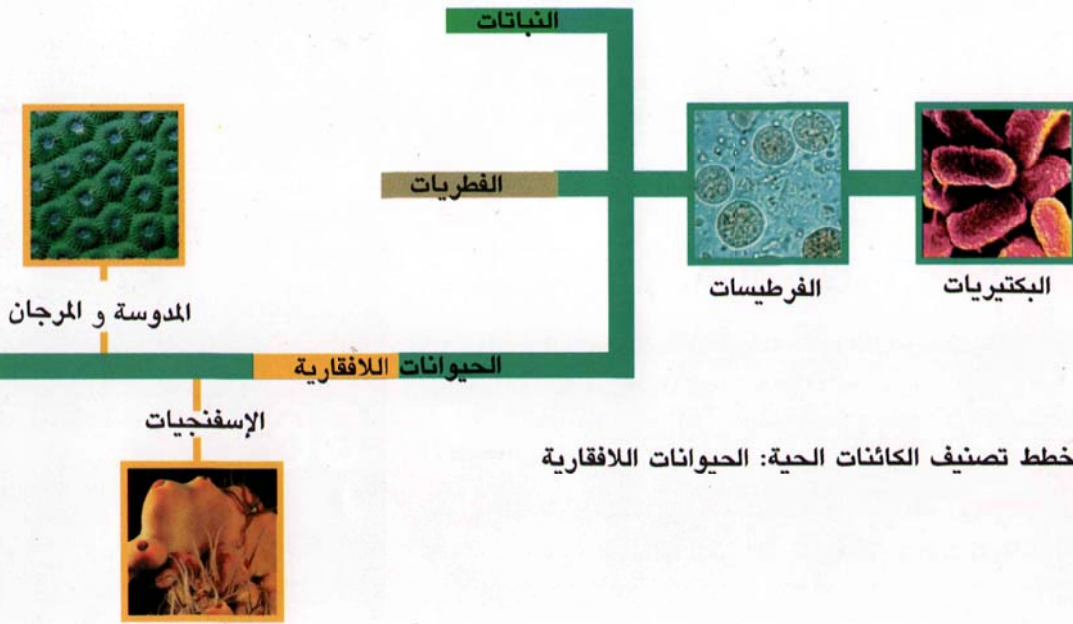 النباتات
الفطريات
البكتيريات
الفرطيسات
المدوسة و المرجان
الحيوانات اللافقارية
الإسفنجيات
خطط تصنيف الكائنات الحية: الحيوانات اللافقارية